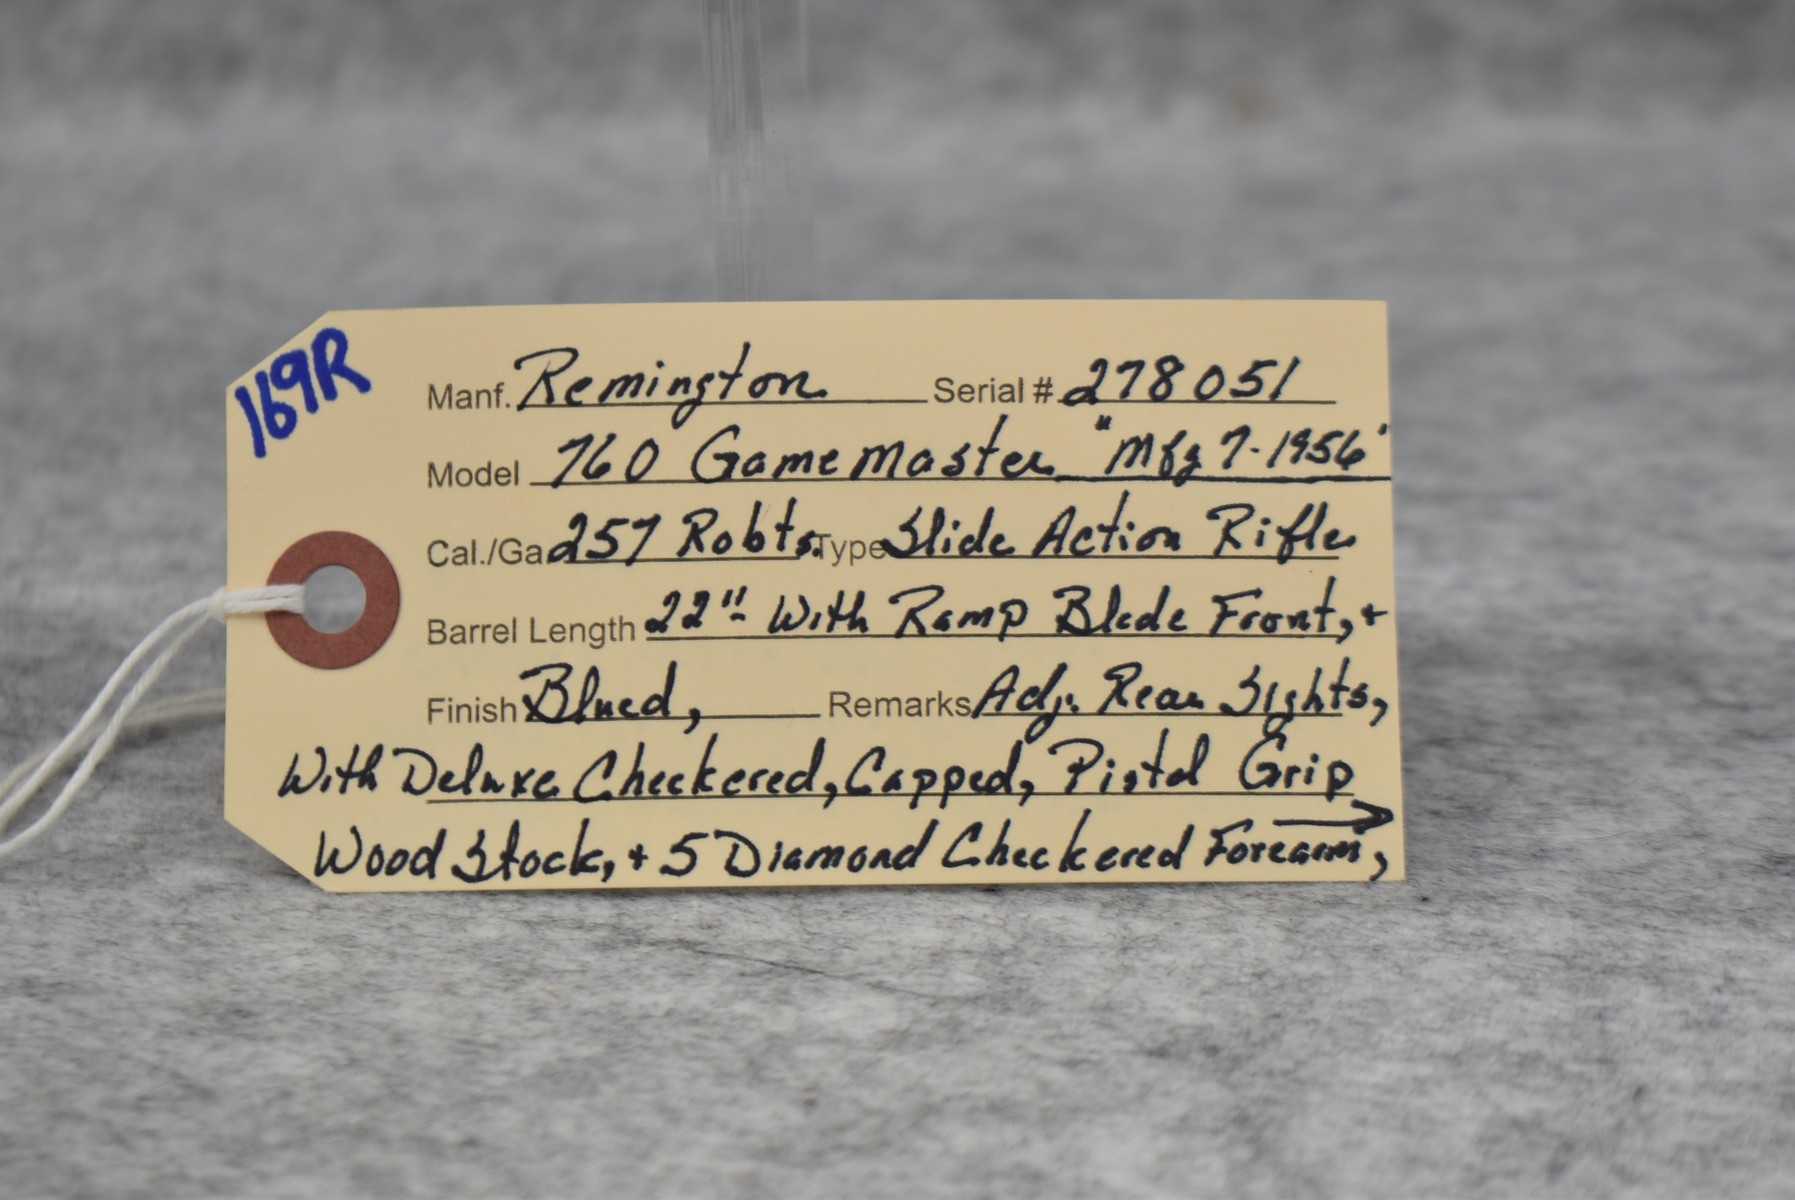 169R
Manf. Remington Serial # 278051
Model 760 Gamemaster "Mfg 7-1956"
Cal./Ga 257 Robts. Type Slide Action Rifle
Barrel Length 22" With Ramp Blade Front, +
Finish Blued, Remarks Adj. Rear Sights,
With Deluxe Checkered, Capped, Pistol Grip
Wood Stock, + 5 Diamond Checkered Forearm, →